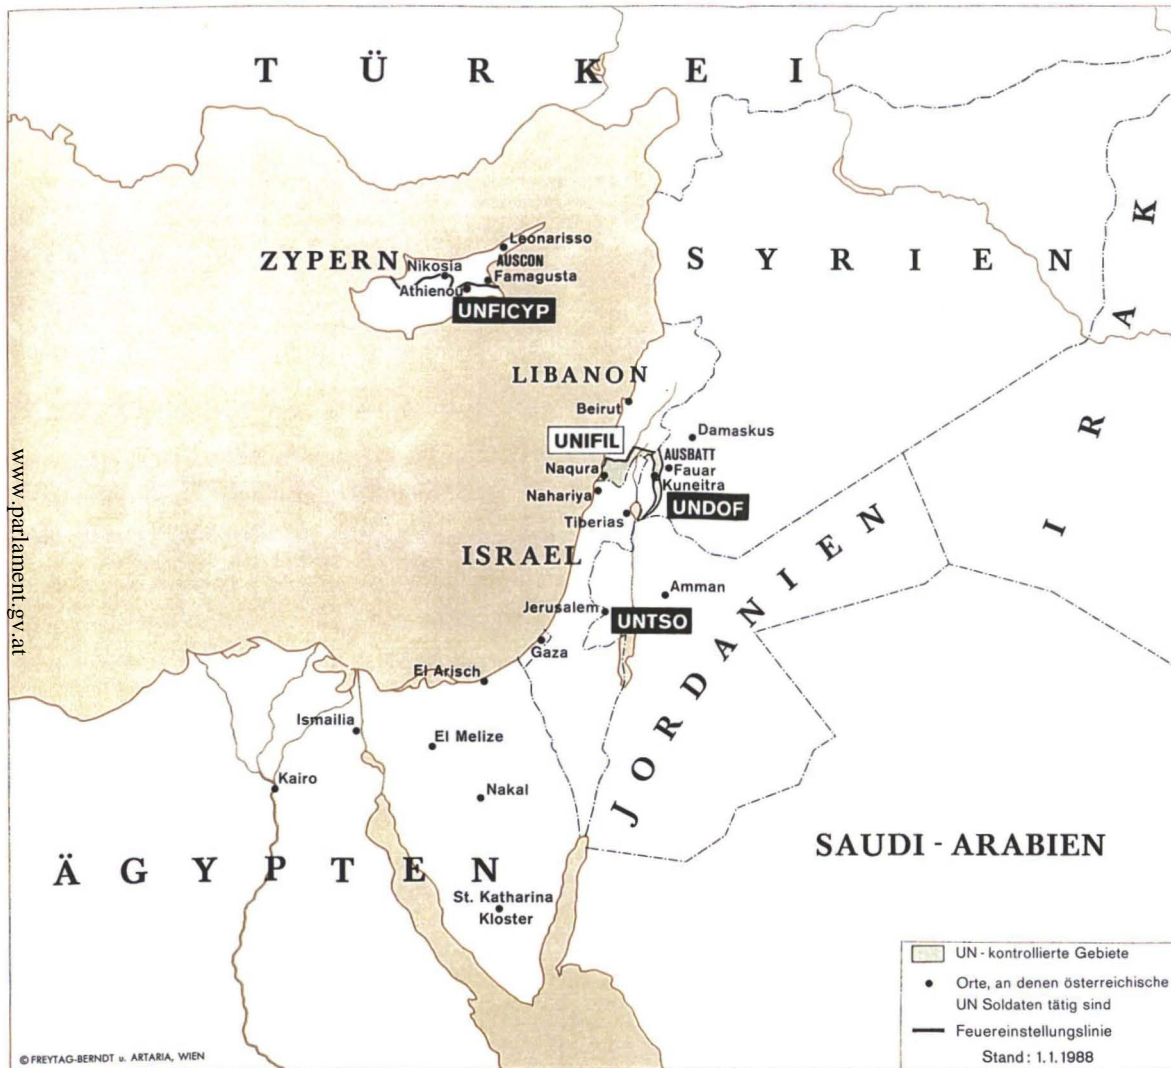 TÜRKEI
ZYPERN
Leonarisso
AUSCON
Nikosia
Famagusta
Athienou
UNFICYP
SYRIEN
IRAK
LIBANON
Beirut
UNIFIL
Damaskus
AUSBATT
Naqura
Fauar
Kuneitra
Nahariya
UNDOF
Tiberias
ISRAEL
JORDANIEN
Amman
Jerusalem
UNTSO
Gaza
El Arisch
Ismailia
El Melize
Kairo
Nakal
ÄGYPTEN
SAUDI - ARABIEN
St. Katharina
Kloster
UN - kontrollierte Gebiete
Orte, an denen österreichische
UN Soldaten tätig sind
Feuereinstellungslinie
Stand: 1.1.1988
© FREYTAG-BERNDT u. ARTARIA, WIEN
www.parlament.gv.at